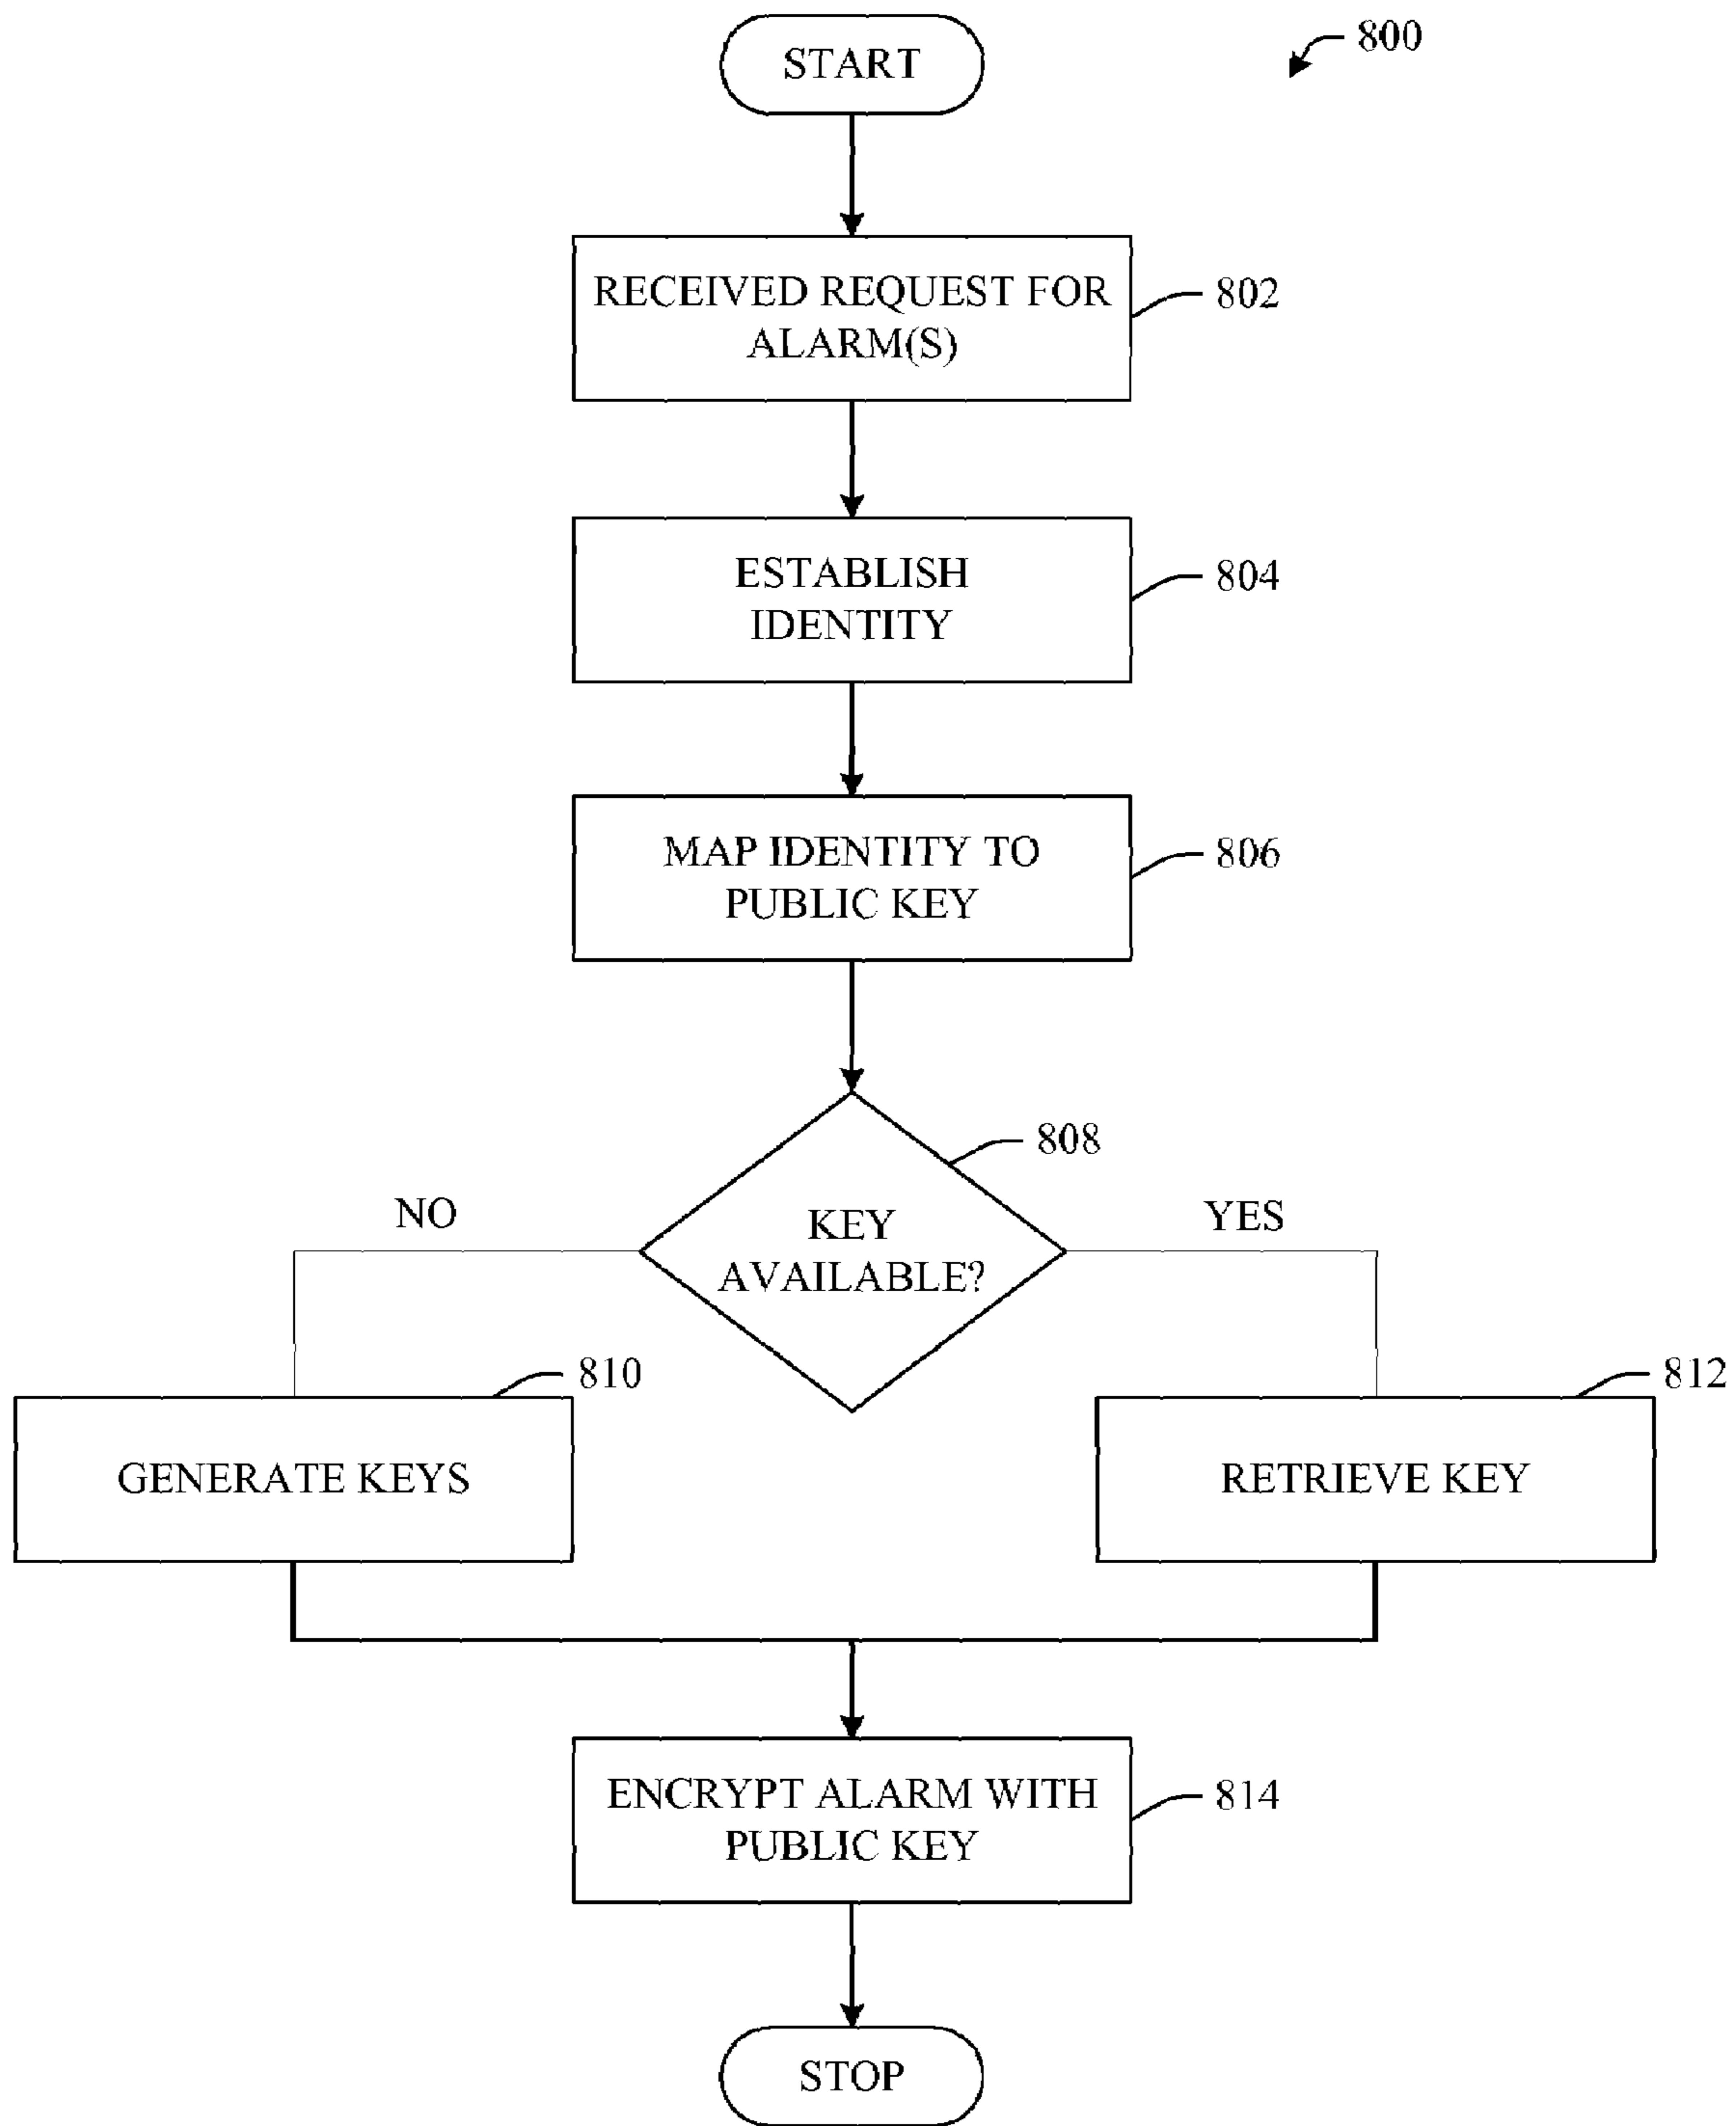 START
800
RECEIVED REQUEST FOR
ALARM(S)
802
ESTABLISH
IDENTITY
804
MAP IDENTITY TO
PUBLIC KEY
806
808
NO
KEY
AVAILABLE?
YES
810
812
GENERATE KEYS
RETRIEVE KEY
ENCRYPT ALARM WITH
PUBLIC KEY
814
STOP